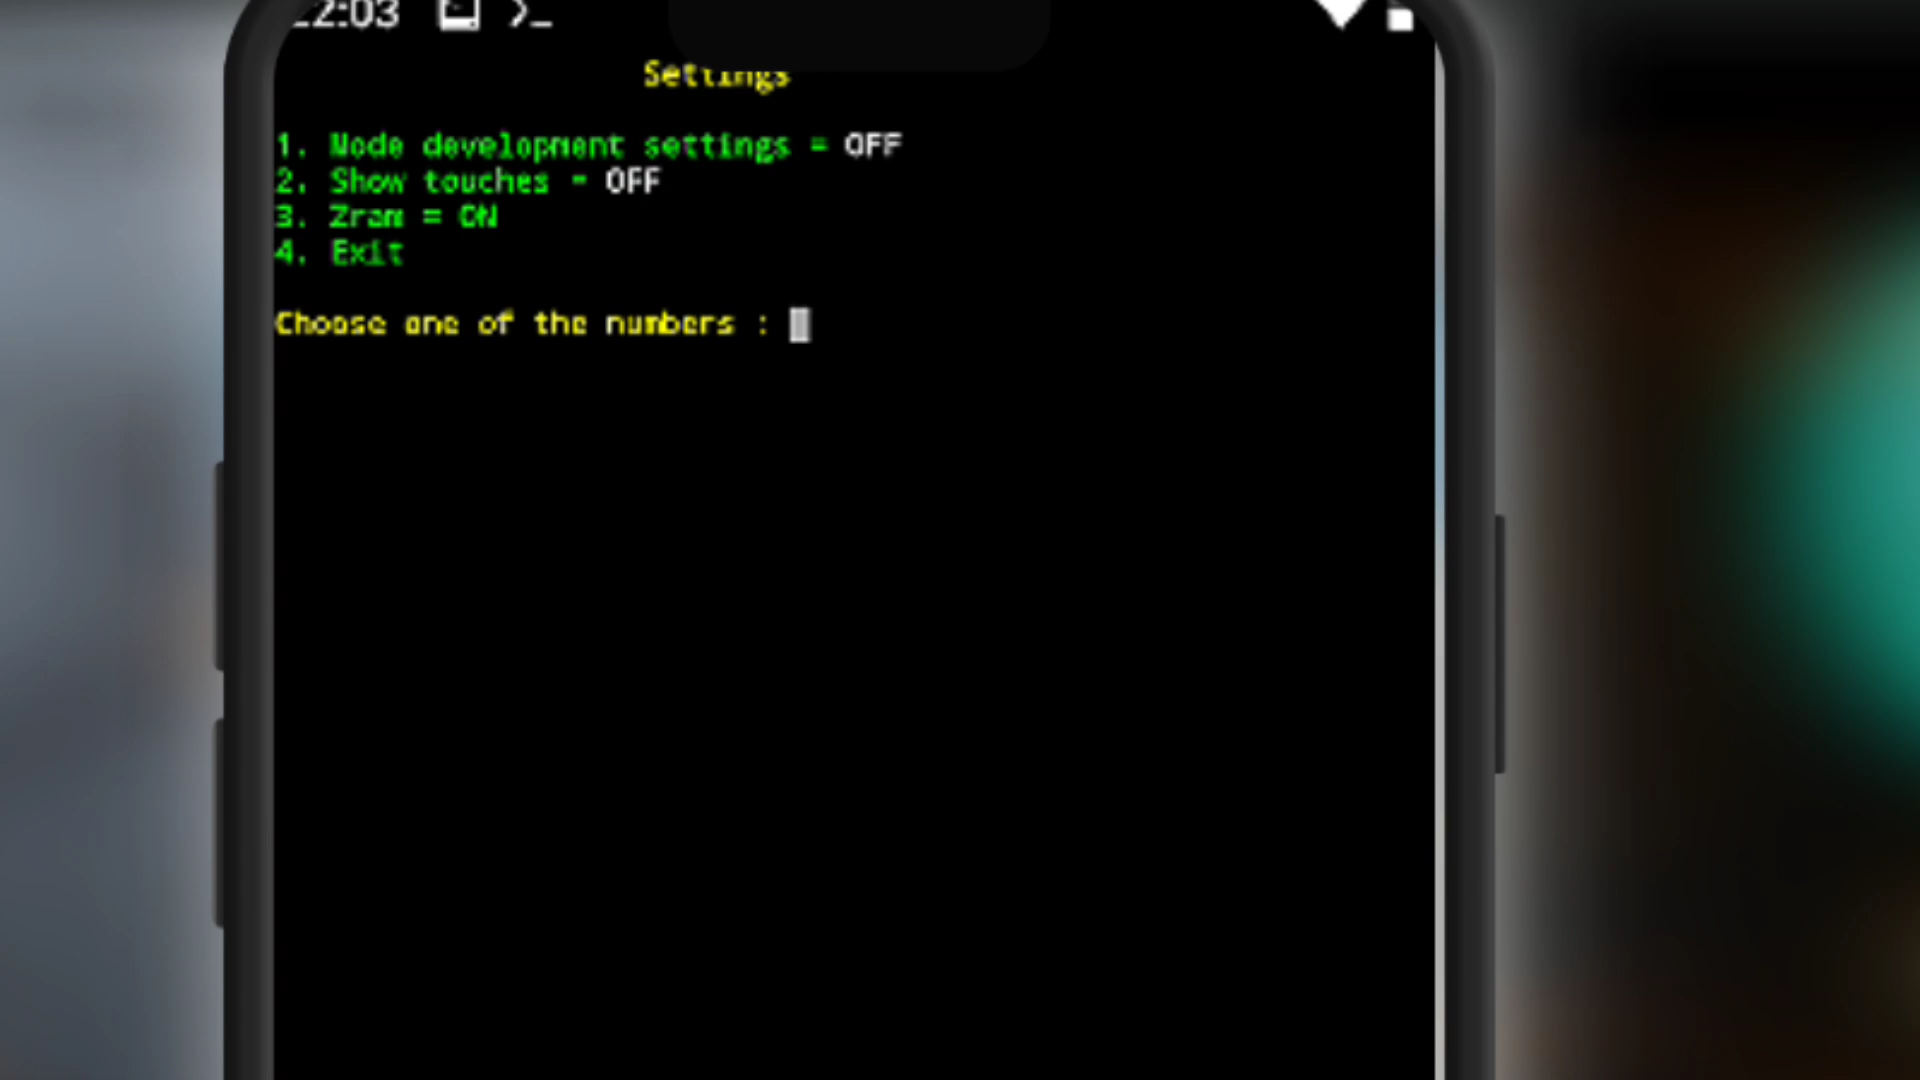 22:03 >_
Settings
1. Mode development settings = OFF
2. Show touches = OFF
3. Zram = ON
4. Exit
Choose one of the numbers :